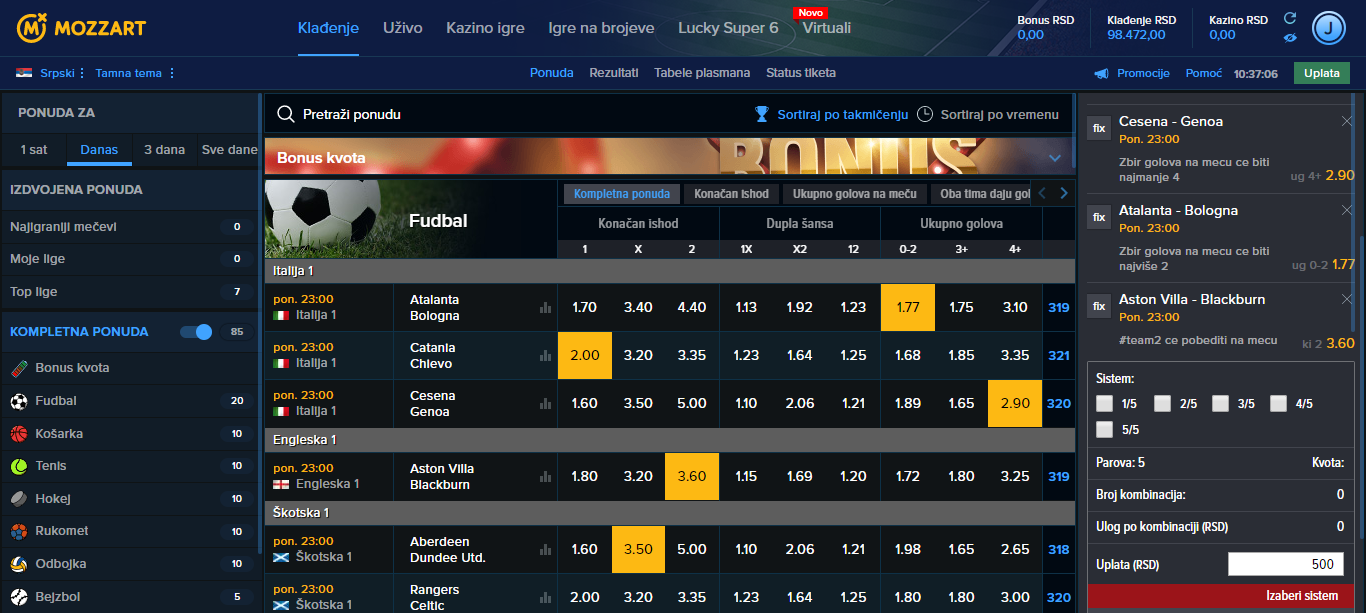 MOZZART
Klađenje Uživo Kazino igre Igre na brojeve Lucky Super 6 Novo Virtuali
Bonus RSD 0,00
Klađenje RSD 98.472,00
Kazino RSD 0,00
J
Srpski Tamna tema
Ponuda Rezultati Tabele plasmana Status tiketa
Promocije Pomoć 10:37:06 Uplata
PONUDA ZA
1 sat Danas 3 dana Sve dane
IZDVOJENA PONUDA
Najigraniji mečevi 0
Moje lige 0
Top lige 7
KOMPLETNA PONUDA 85
Bonus kvota
Fudbal 20
Košarka 10
Tenis 10
Hokej 10
Rukomet 10
Odbojka 10
Bejzbol 5
Pretraži ponudu Sortiraj po takmičenju Sortiraj po vremenu
Bonus kvota BONUS
Fudbal
Kompletna ponuda Konačan ishod Ukupno golova na meču Oba tima daju gol
Konačan ishod Dupla šansa Ukupno golova
1 X 2 1X X2 12 0-2 3+ 4+
Italija 1
pon. 23:00 Italija 1 Atalanta Bologna 1.70 3.40 4.40 1.13 1.92 1.23 1.77 1.75 3.10 319
pon. 23:00 Italija 1 Catania Chievo 2.00 3.20 3.35 1.23 1.64 1.25 1.68 1.85 3.35 321
pon. 23:00 Italija 1 Cesena Genoa 1.60 3.50 5.00 1.10 2.06 1.21 1.89 1.65 2.90 320
Engleska 1
pon. 23:00 Engleska 1 Aston Villa Blackburn 1.80 3.20 3.60 1.15 1.69 1.20 1.72 1.80 3.25 319
Škotska 1
pon. 23:00 Škotska 1 Aberdeen Dundee Utd. 1.60 3.50 5.00 1.10 2.06 1.21 1.98 1.65 2.65 318
pon. 23:00 Škotska 1 Rangers Celtic 2.00 3.20 3.35 1.23 1.64 1.25 1.80 1.80 3.00 320
fix Cesena - Genoa
Pon. 23:00
Zbir golova na mecu ce biti
najmanje 4 ug 4+ 2.90
fix Atalanta - Bologna
Pon. 23:00
Zbir golova na mecu ce biti
najviše 2 ug 0-2 1.77
fix Aston Villa - Blackburn
Pon. 23:00
#team2 ce pobediti na mecu ki 2 3.60
Sistem:
1/5 2/5 3/5 4/5
5/5
Parova: 5 Kvota:
Broj kombinacija: 0
Ulog po kombinaciji (RSD) 0
Uplata (RSD) 500
Izaberi sistem